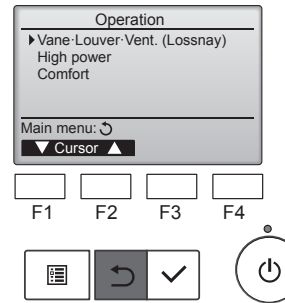 Operation
▶Vane·Louver·Vent. (Lossnay)
High power
Comfort
Main menu: ↺
▼ Cursor ▲
F1 F2 F3 F4